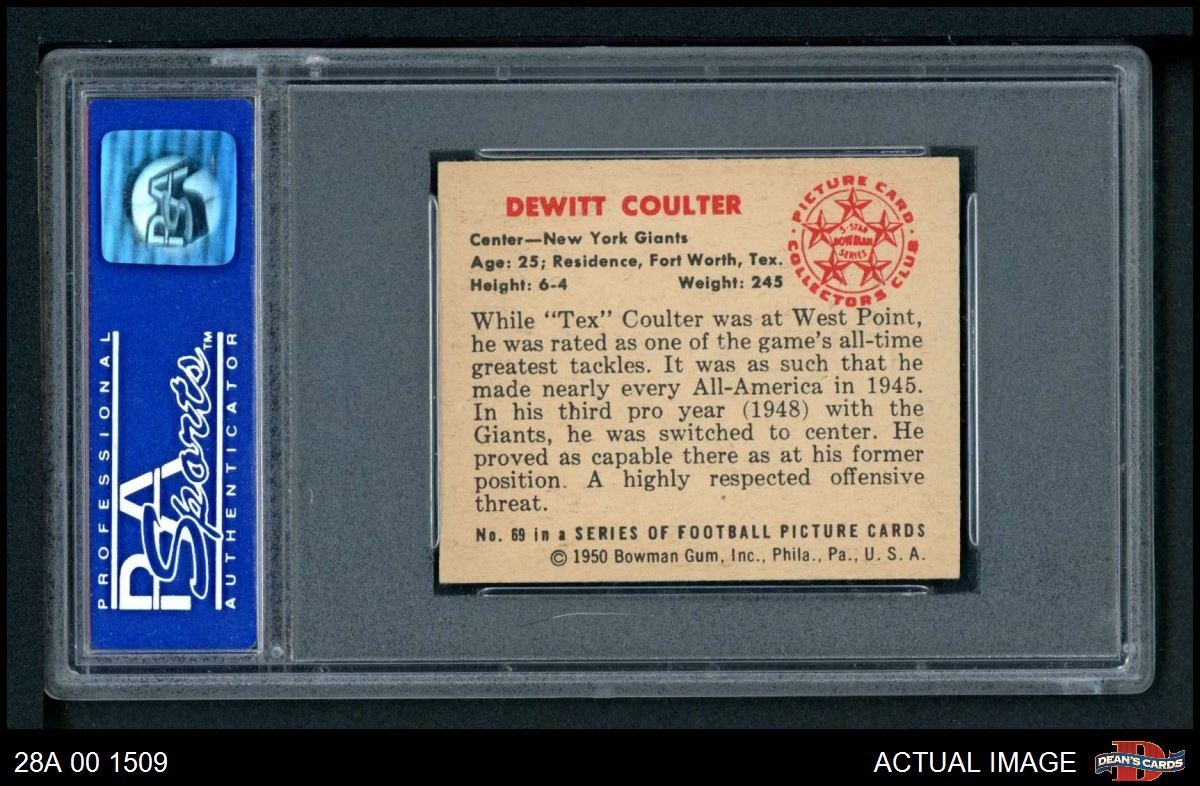 PSA
PROFESSIONAL
PSA
Sports™
AUTHENTICATOR
DEWITT COULTER
Center—New York Giants
Age: 25; Residence, Fort Worth, Tex.
Height: 6-4 Weight: 245
PICTURE CARD
COLLECTORS CLUB
5-STAR
BOWMAN
SERIES
While "Tex" Coulter was at West Point,
he was rated as one of the game's all-time
greatest tackles. It was as such that he
made nearly every All-America in 1945.
In his third pro year (1948) with the
Giants, he was switched to center. He
proved as capable there as at his former
position. A highly respected offensive
threat.
No. 69 in a SERIES OF FOOTBALL PICTURE CARDS
© 1950 Bowman Gum, Inc., Phila., Pa., U. S. A.
28A 00 1509
ACTUAL IMAGE
D
DEAN'S CARDS